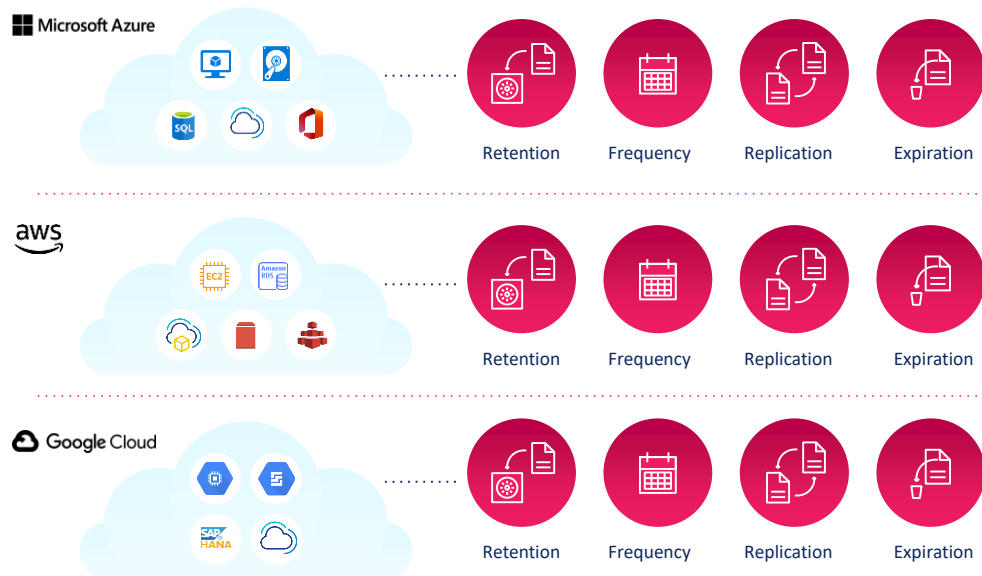 Microsoft Azure
SQL
Retention Frequency Replication Expiration
aws
EC2
Amazon
RDS
Retention Frequency Replication Expiration
Google Cloud
SAP
HANA
Retention Frequency Replication Expiration